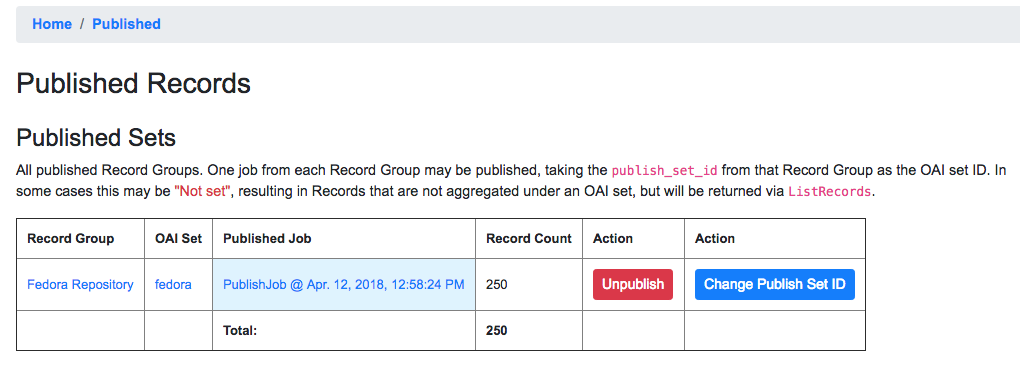 Home / Published
Published Records
Published Sets
All published Record Groups. One job from each Record Group may be published, taking the publish_set_id from that Record Group as the OAI set ID. In
some cases this may be "Not set", resulting in Records that are not aggregated under an OAI set, but will be returned via ListRecords.
Record Group OAI Set Published Job Record Count Action Action
Fedora Repository fedora PublishJob @ Apr. 12, 2018, 12:58:24 PM 250 Unpublish Change Publish Set ID
Total: 250